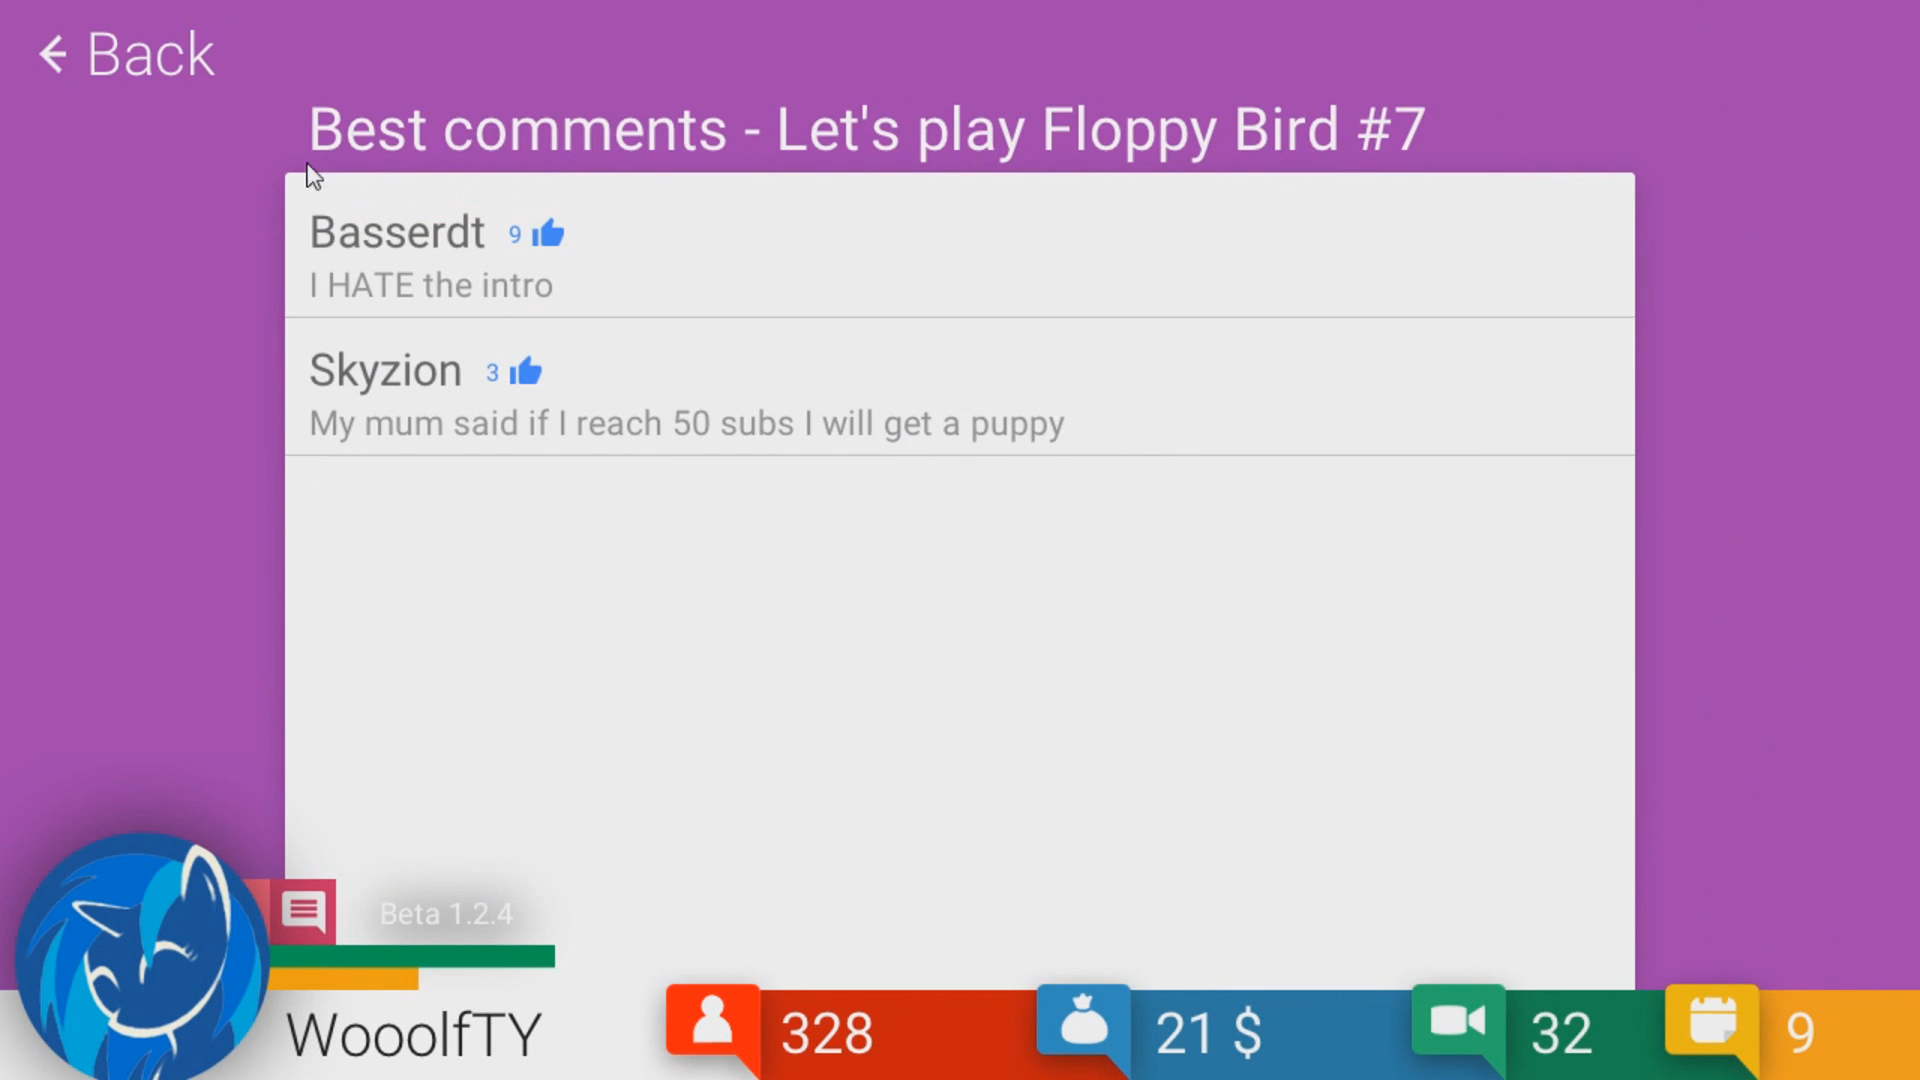 Back
Best comments - Let's play Floppy Bird #7
Basserdt 9
I HATE the intro
Skyzion 3
My mum said if I reach 50 subs I will get a puppy
Beta 1.2.4
WooolfTY
328
21 $
32
9